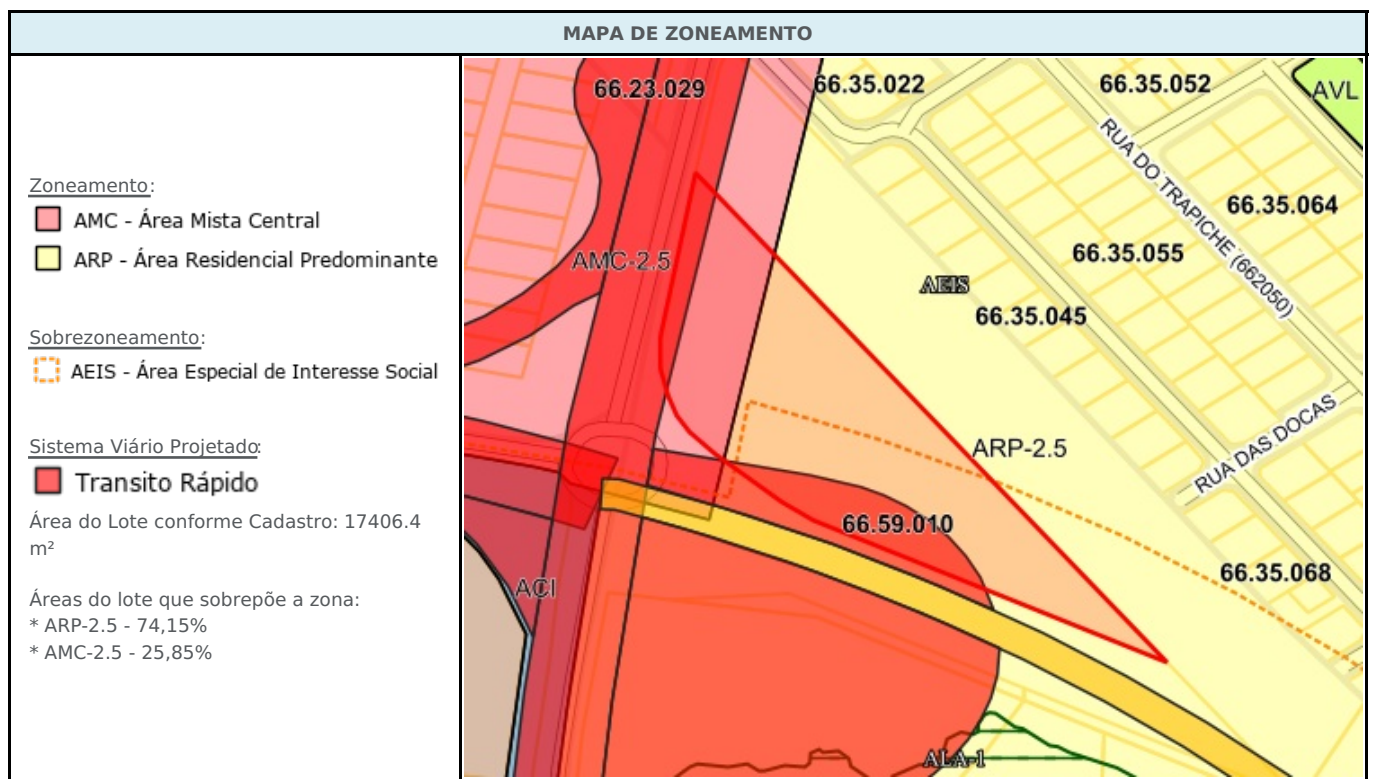 MAPA DE ZONEAMENTO
Zoneamento:
AMC - Área Mista Central
ARP - Área Residencial Predominante
Sobrezoneamento:
AEIS - Área Especial de Interesse Social
Sistema Viário Projetado:
Transito Rápido
Área do Lote conforme Cadastro: 17406.4
m²
Áreas do lote que sobrepõe a zona:
* ARP-2.5 - 74,15%
* AMC-2.5 - 25,85%
66.23.029
66.35.022
66.35.052
AVL
RUA DO TRAPICHE (662050)
66.35.064
66.35.055
AMC-2.5
AEIS
66.35.045
RUA DAS DOCAS
ARP-2.5
66.59.010
66.35.068
ACI
ALA-1